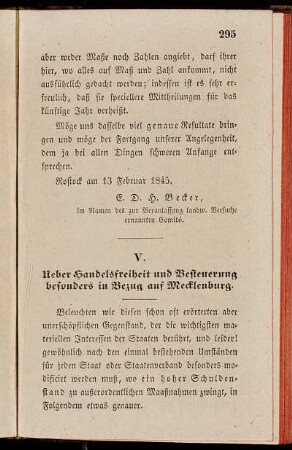 295
aber weder Maße noch Zahlen angiebt, darf ihrer
hier, wo alles auf Maß und Zahl ankommt, nicht
ausführlich gedacht werden; indessen ist es sehr er-
freulich, daß sie speciellere Mittheilungen für das
künftige Jahr verheißt.
Möge uns dasselbe viel genaue Resultate brin-
gen und möge der Fortgang unserer Angelegenheit,
dem ja bei allen Dingen schweren Anfange ent-
sprechen.
Rostock am 13 Februar 1845.
E. D. H. Becker,
im Namen des zur Veranlassung landw. Versuche
ernannten Comités.
V.
Ueber Handelsfreiheit und Besteuerung
besonders in Bezug auf Mecklenburg.
Beleuchten wir diesen schon oft erörterten aber
unerschöpflichen Gegenstand, der die wichtigsten ma-
teriellen Interessen der Staaten berührt, und leider!
gewöhnlich nach den einmal bestehenden Umständen
für jeden Staat oder Staatenverband besonders mo-
dificirt werden muß, wo ein hoher Schulden-
stand zu außerordentlichen Maaßnahmen zwingt, in
Folgendem etwas genauer.